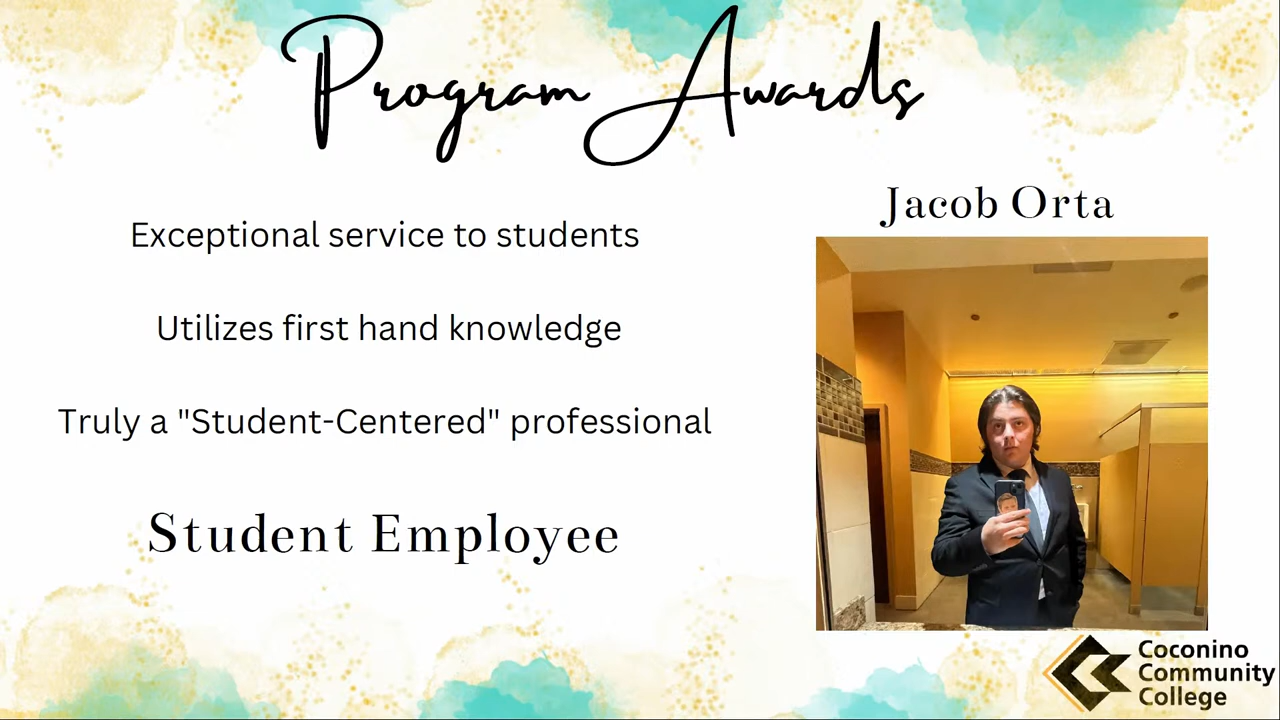 Program Awards
Jacob Orta
Exceptional service to students
Utilizes first hand knowledge
Truly a "Student-Centered" professional
Student Employee
Coconino
Community
College